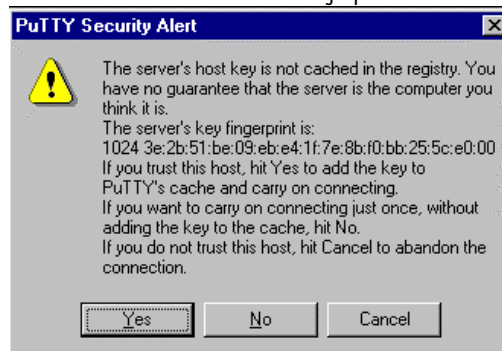 PuTTY Security Alert
The server's host key is not cached in the registry. You
have no guarantee that the server is the computer you
think it is.
The server's key fingerprint is:
1024 3e:2b:51:be:09:eb:e4:1f:7e:8b:f0:bb:25:5c:e0:00
If you trust this host, hit Yes to add the key to
PuTTY's cache and carry on connecting.
If you want to carry on connecting just once, without
adding the key to the cache, hit No.
If you do not trust this host, hit Cancel to abandon the
connection.
Yes No Cancel